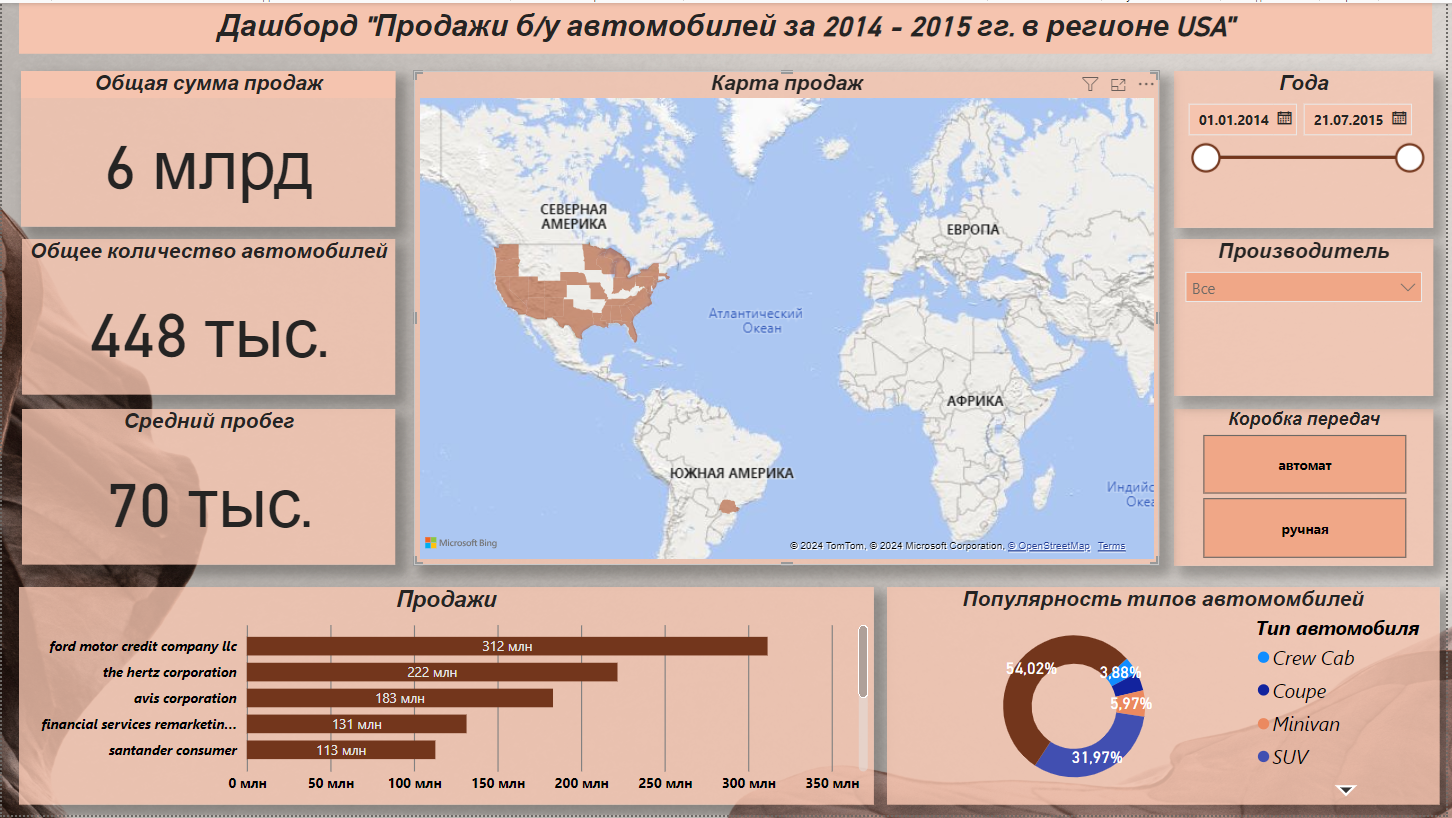 Дашборд "Продажи б/у автомобилей за 2014 - 2015 гг. в регионе USA"
Общая сумма продаж
6 млрд
Общее количество автомобилей
448 тыс.
Средний пробег
70 тыс.
Карта продаж
СЕВЕРНАЯ
АМЕРИКА
ЕВРОПА
Атлантический
Океан
АФРИКА
ЮЖНАЯ АМЕРИКА
Индийс
Океа
Microsoft Bing
© 2024 TomTom, © 2024 Microsoft Corporation, © OpenStreetMap Terms
Года
01.01.2014 21.07.2015
Производитель
Все
Коробка передач
автомат
ручная
Продажи
ford motor credit company llc 312 млн
the hertz corporation 222 млн
avis corporation 183 млн
financial services remarketin... 131 млн
santander consumer 113 млн
0 млн 50 млн 100 млн 150 млн 200 млн 250 млн 300 млн 350 млн
Популярность типов автомомбилей
54,02%
3,88%
5,97%
31,97%
Тип автомобиля
Crew Cab
Coupe
Minivan
SUV